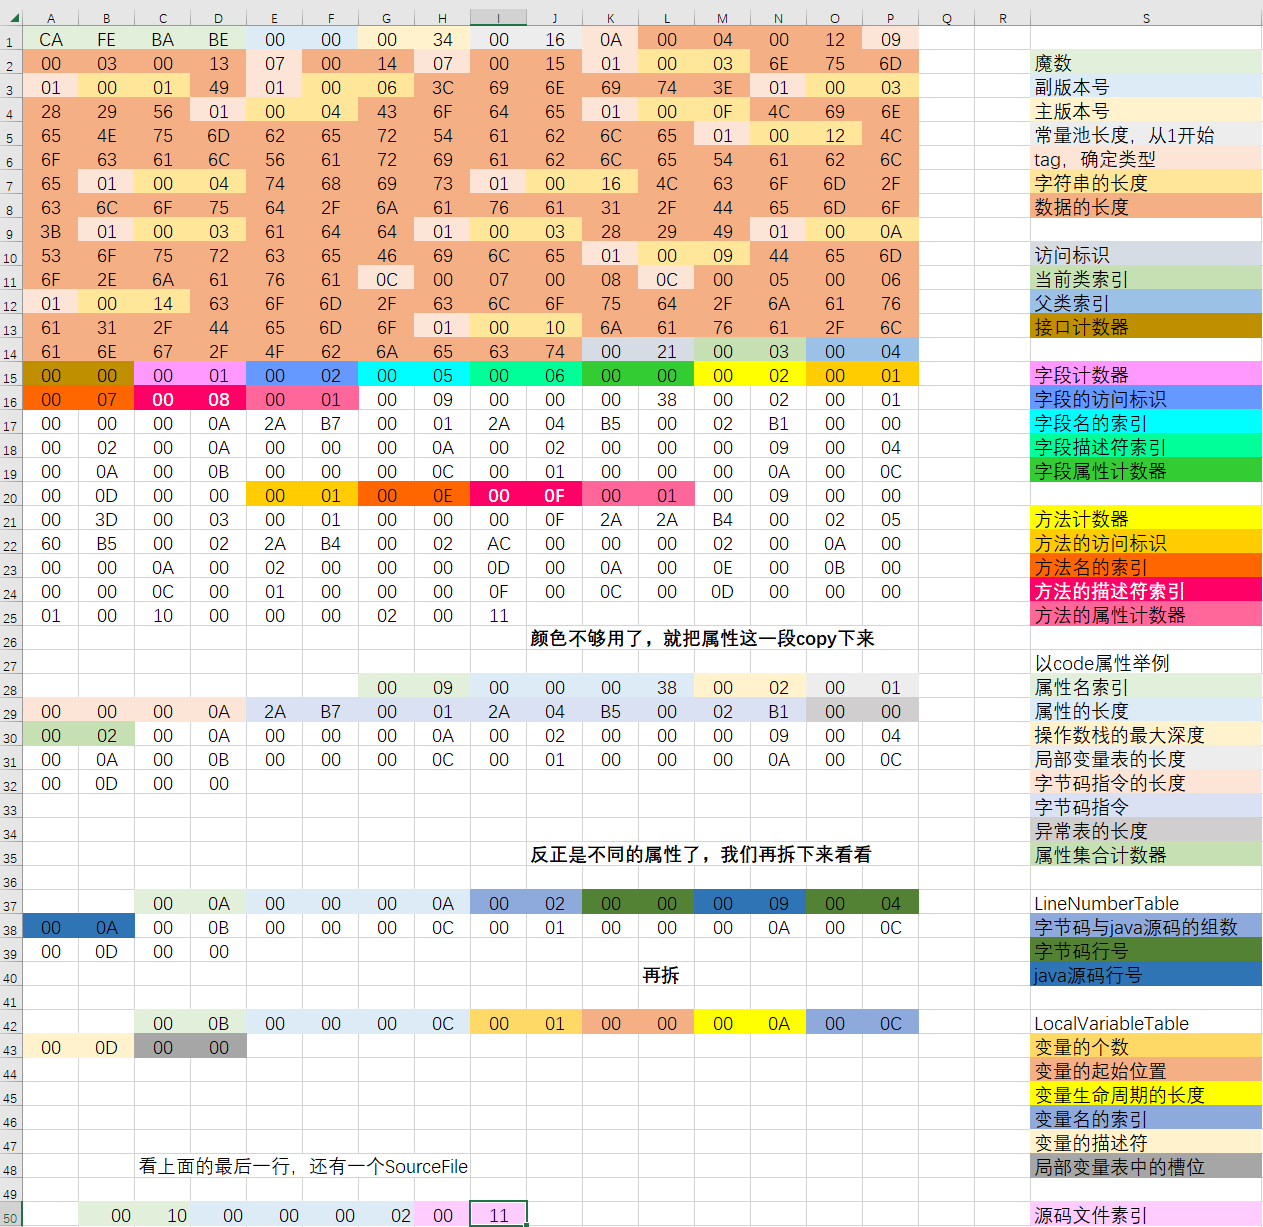 A B C D E F G H I J K L M N O P Q R S
1 CA FE BA BE 00 00 00 34 00 16 0A 00 04 00 12 09
2 00 03 00 13 07 00 14 07 00 15 01 00 03 6E 75 6D 魔数
3 01 00 01 49 01 00 06 3C 69 6E 69 74 3E 01 00 03 副版本号
4 28 29 56 01 00 04 43 6F 64 65 01 00 0F 4C 69 6E 主版本号
5 65 4E 75 6D 62 65 72 54 61 62 6C 65 01 00 12 4C 常量池长度，从1开始
6 6F 63 61 6C 56 61 72 69 61 62 6C 65 54 61 62 6C tag，确定类型
7 65 01 00 04 74 68 69 73 01 00 16 4C 63 6F 6D 2F 字符串的长度
8 63 6C 6F 75 64 2F 6A 61 76 61 31 2F 44 65 6D 6F 数据的长度
9 3B 01 00 03 61 64 64 01 00 03 28 29 49 01 00 0A
10 53 6F 75 72 63 65 46 69 6C 65 01 00 09 44 65 6D 访问标识
11 6F 2E 6A 61 76 61 0C 00 07 00 08 0C 00 05 00 06 当前类索引
12 01 00 14 63 6F 6D 2F 63 6C 6F 75 64 2F 6A 61 76 父类索引
13 61 31 2F 44 65 6D 6F 01 00 10 6A 61 76 61 2F 6C 接口计数器
14 61 6E 67 2F 4F 62 6A 65 63 74 00 21 00 03 00 04
15 00 00 00 01 00 02 00 05 00 06 00 00 00 02 00 01 字段计数器
16 00 07 00 08 00 01 00 09 00 00 00 38 00 02 00 01 字段的访问标识
17 00 00 00 0A 2A B7 00 01 2A 04 B5 00 02 B1 00 00 字段名的索引
18 00 02 00 0A 00 00 00 0A 00 02 00 00 00 09 00 04 字段描述符索引
19 00 0A 00 0B 00 00 00 0C 00 01 00 00 00 0A 00 0C 字段属性计数器
20 00 0D 00 00 00 01 00 0E 00 0F 00 01 00 09 00 00
21 00 3D 00 03 00 01 00 00 00 0F 2A 2A B4 00 02 05 方法计数器
22 60 B5 00 02 2A B4 00 02 AC 00 00 00 02 00 0A 00 方法的访问标识
23 00 00 0A 00 02 00 00 00 0D 00 0A 00 0E 00 0B 00 方法名的索引
24 00 00 0C 00 01 00 00 00 0F 00 0C 00 0D 00 00 00 方法的描述符索引
25 01 00 10 00 00 00 02 00 11 方法的属性计数器
26 颜色不够用了，就把属性这一段copy下来
27 以code属性举例
28 00 09 00 00 00 38 00 02 00 01 属性名索引
29 00 00 00 0A 2A B7 00 01 2A 04 B5 00 02 B1 00 00 属性的长度
30 00 02 00 0A 00 00 00 0A 00 02 00 00 00 09 00 04 操作数栈的最大深度
31 00 0A 00 0B 00 00 00 0C 00 01 00 00 00 0A 00 0C 局部变量表的长度
32 00 0D 00 00 字节码指令的长度
33 字节码指令
34 异常表的长度
35 反正是不同的属性了，我们再拆下来看看 属性集合计数器
36
37 00 0A 00 00 00 0A 00 02 00 00 00 09 00 04 LineNumberTable
38 00 0A 00 0B 00 00 00 0C 00 01 00 00 00 0A 00 0C 字节码与java源码的组数
39 00 0D 00 00 字节码行号
40 再拆 java源码行号
41
42 00 0B 00 00 00 0C 00 01 00 00 00 0A 00 0C LocalVariableTable
43 00 0D 00 00 变量的个数
44 变量的起始位置
45 变量生命周期的长度
46 变量名的索引
47 变量的描述符
48 看上面的最后一行，还有一个SourceFile 局部变量表中的槽位
49
50 00 10 00 00 00 02 00 11 源码文件索引